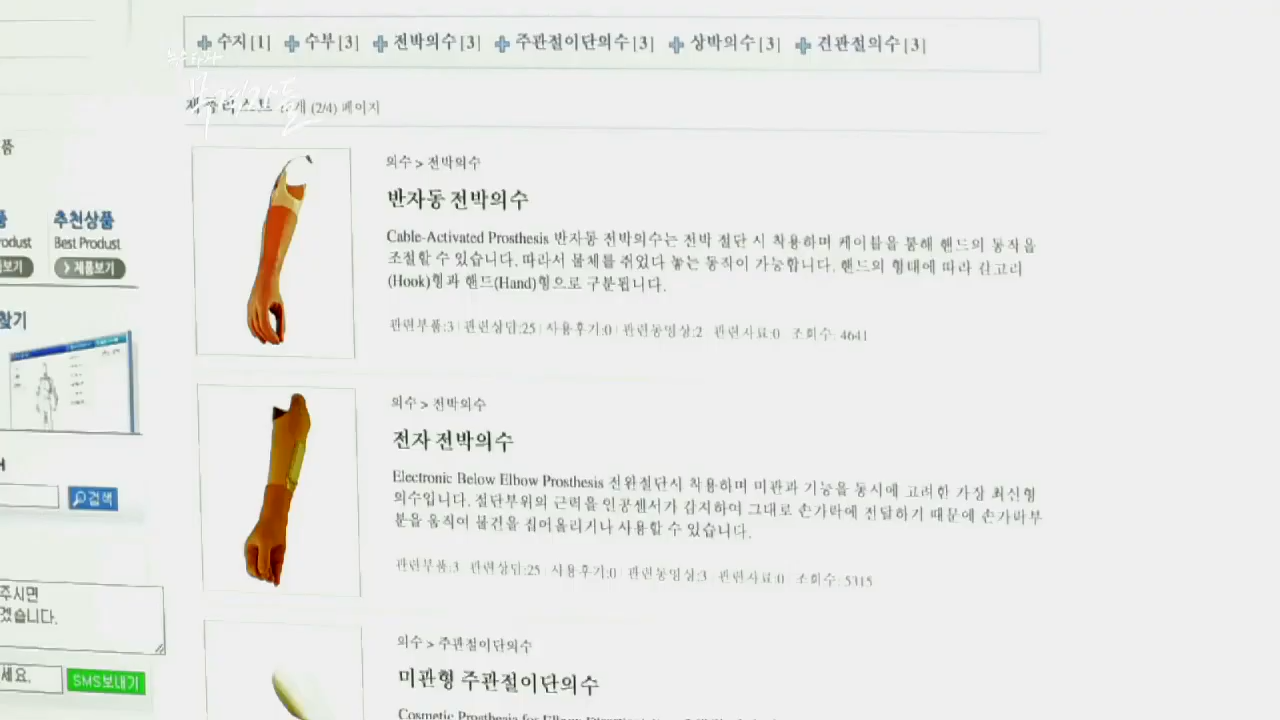 수지[1] 수부[3] 전박의수[3] 주관절이단의수[3] 상박의수[3] 견관절의수[3]
(2/4) 페이지
의수 > 전박의수
반자동 전박의수
Cable-Activated Prosthesis 반자동 전박의수는 전박 절단 시 착용하며 케이블을 통해 핸드의 동작을
조절할 수 있습니다. 따라서 물체를 쥐었다 놓는 동작이 가능합니다. 핸드의 형태에 따라 갈고리
(Hook)형과 핸드(Hand)형으로 구분됩니다.
관련부품:3 | 관련상담:25 | 사용후기:0 | 관련동영상:2 관련자료:0 조회수: 4641
의수 > 전박의수
전자 전박의수
Electronic Below Elbow Prosthesis 전완절단시 착용하며 미관과 기능을 동시에 고려한 가장 최신형
의수입니다. 절단부위의 근력을 인공센서가 감지하여 그대로 손가락에 전달하기 때문에 손가락부
분을 움직여 물건을 집어올리기나 사용할 수 있습니다.
관련부품:3 관련상담:25 사용후기:0 관련동영상:3 관련자료:0 조회수: 5315
의수 > 주관절이단의수
미관형 주관절이단의수
Cosmetic Prosthesis for Elbow
품
추천상품
odust Best Produst
보기 > 제품보기
찾기
검색
주시면
겠습니다.
세요. SMS보내기